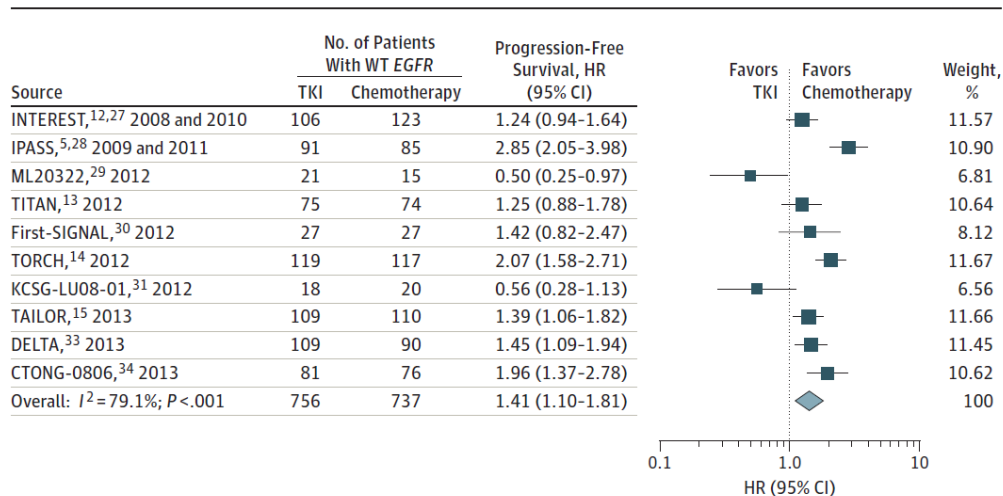 No. of Patients With WT EGFR
Progression-Free Survival, HR (95% CI)
Favors TKI
Favors Chemotherapy
Weight, %
Source TKI Chemotherapy
INTEREST,12,27 2008 and 2010 106 123 1.24 (0.94-1.64) 11.57
IPASS,5,28 2009 and 2011 91 85 2.85 (2.05-3.98) 10.90
ML20322,29 2012 21 15 0.50 (0.25-0.97) 6.81
TITAN,13 2012 75 74 1.25 (0.88-1.78) 10.64
First-SIGNAL,30 2012 27 27 1.42 (0.82-2.47) 8.12
TORCH,14 2012 119 117 2.07 (1.58-2.71) 11.67
KCSG-LU08-01,31 2012 18 20 0.56 (0.28-1.13) 6.56
TAILOR,15 2013 109 110 1.39 (1.06-1.82) 11.66
DELTA,33 2013 109 90 1.45 (1.09-1.94) 11.45
CTONG-0806,34 2013 81 76 1.96 (1.37-2.78) 10.62
Overall: I2=79.1%; P<.001 756 737 1.41 (1.10-1.81) 100
0.1 1.0 10
HR (95% CI)